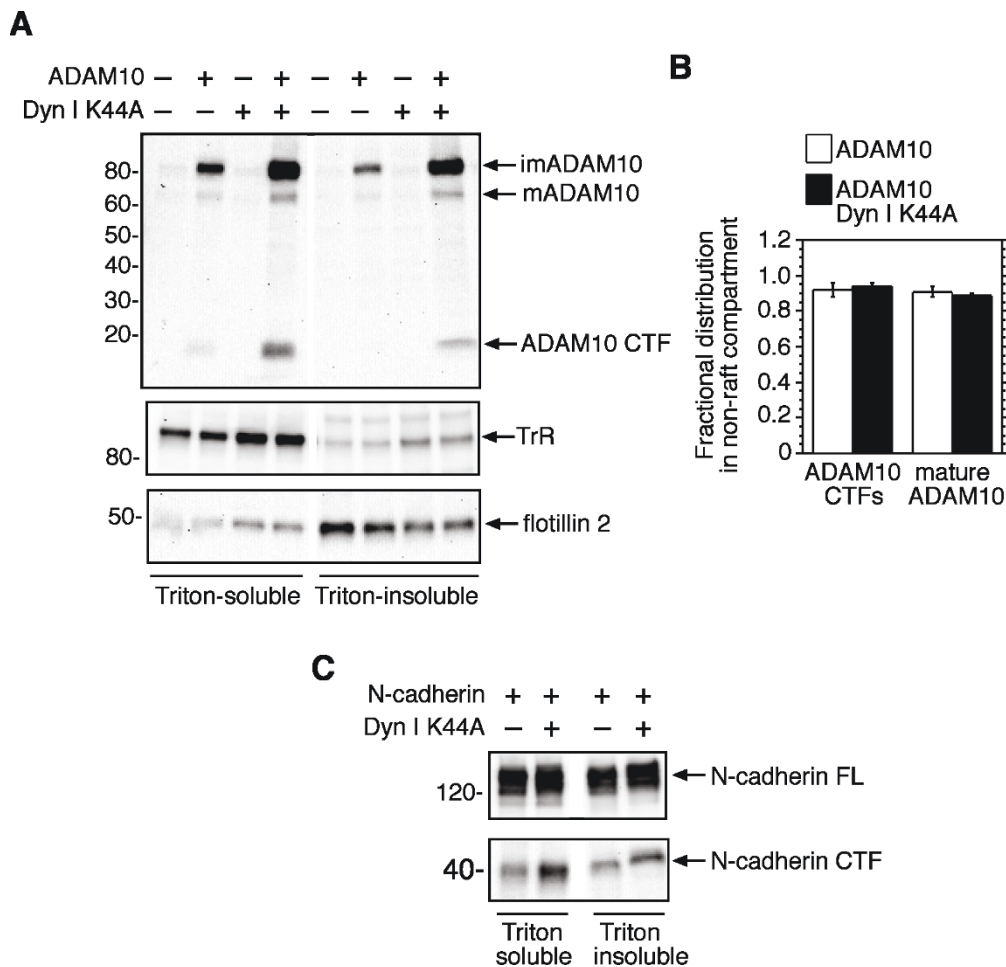 A
ADAM10 – + – + – + – +
Dyn I K44A – – + + – – + +
80-
60-
50-
40-
30-
20-
imADAM10
mADAM10
ADAM10 CTF
80-
TrR
50-
flotillin 2
Triton-soluble Triton-insoluble
B
ADAM10
ADAM10
Dyn I K44A
Fractional distribution
in non-raft compartment
1.2
1.0
0.8
0.6
0.4
0.2
0
ADAM10
CTFs
mature
ADAM10
C
N-cadherin + + + +
Dyn I K44A – + – +
120-
N-cadherin FL
40-
N-cadherin CTF
Triton
soluble
Triton
insoluble